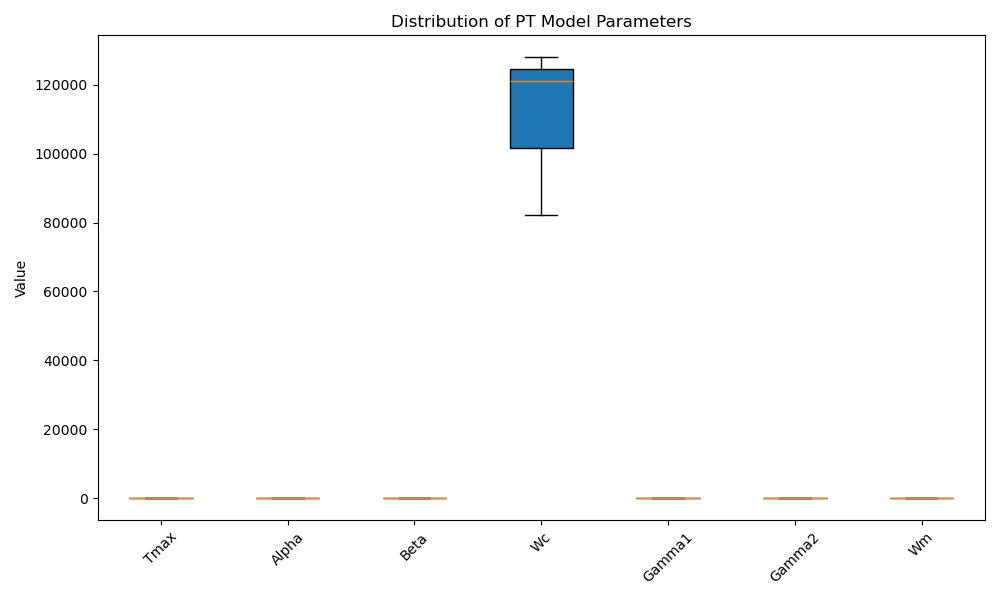 Distribution of PT Model Parameters
Value
120000
100000
80000
60000
40000
20000
0
Tmax
Alpha
Beta
Wc
Gamma1
Gamma2
Wm